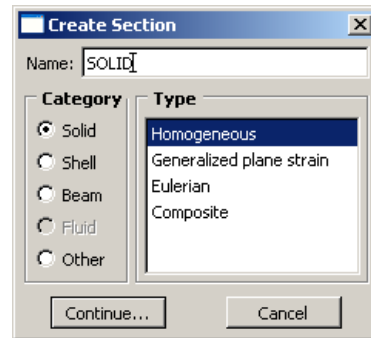 Create Section
Name: SOLID
Category
Solid
Shell
Beam
Fluid
Other
Type
Homogeneous
Generalized plane strain
Eulerian
Composite
Continue...
Cancel